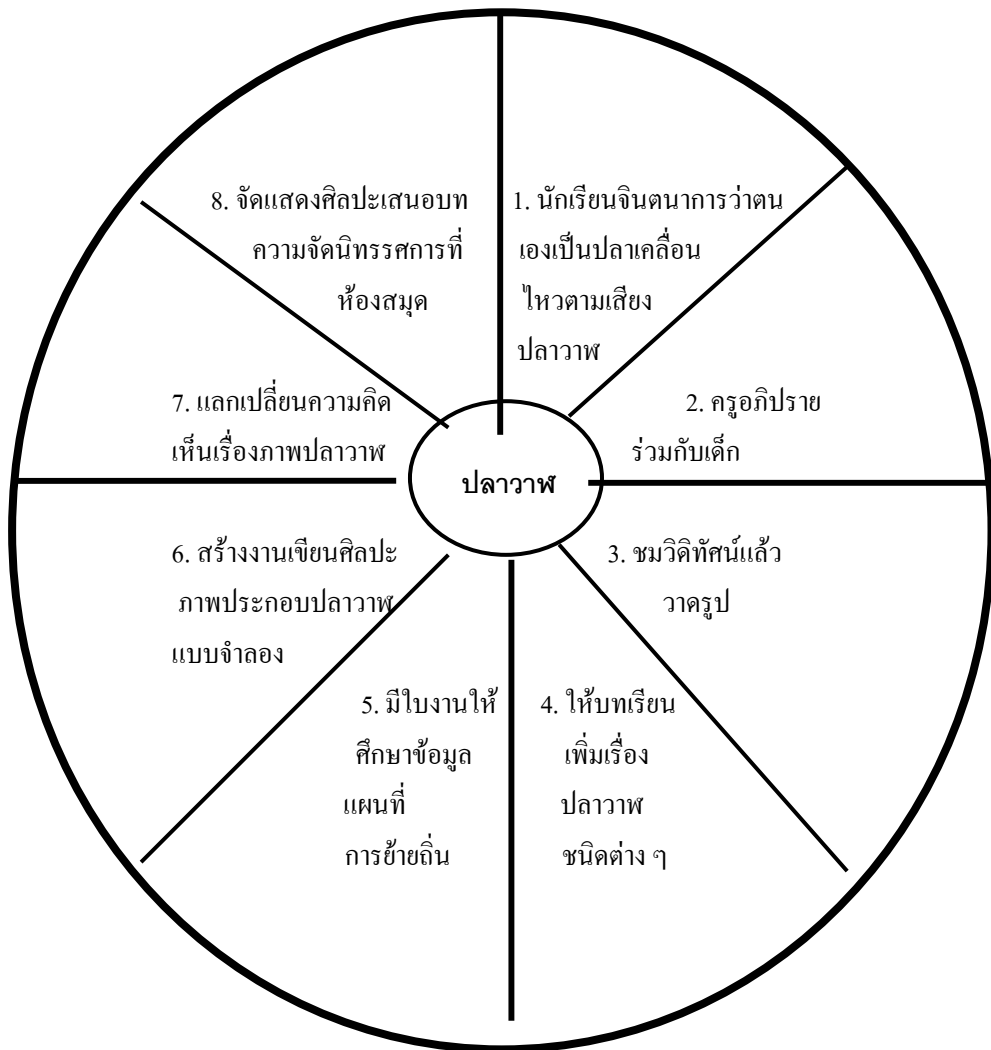 8. จัดแสดงศิลปะเสนอบท
ความจัดนิทรรศการที่
ห้องสมุด
1. นักเรียนจินตนาการว่าตน
เองเป็นปลาเคลื่อน
ไหวตามเสียง
ปลาวาฬ
7. แลกเปลี่ยนความคิด
เห็นเรื่องภาพปลาวาฬ
2. ครูอภิปราย
ร่วมกับเด็ก
ปลาวาฬ
6. สร้างงานเขียนศิลปะ
ภาพประกอบปลาวาฬ
แบบจำลอง
3. ชมวิดิทัศน์แล้ว
วาดรูป
5. มีใบงานให้
ศึกษาข้อมูล
แผนที่
การย้ายถิ่น
4. ให้บทเรียน
เพิ่มเรื่อง
ปลาวาฬ
ชนิดต่าง ๆ